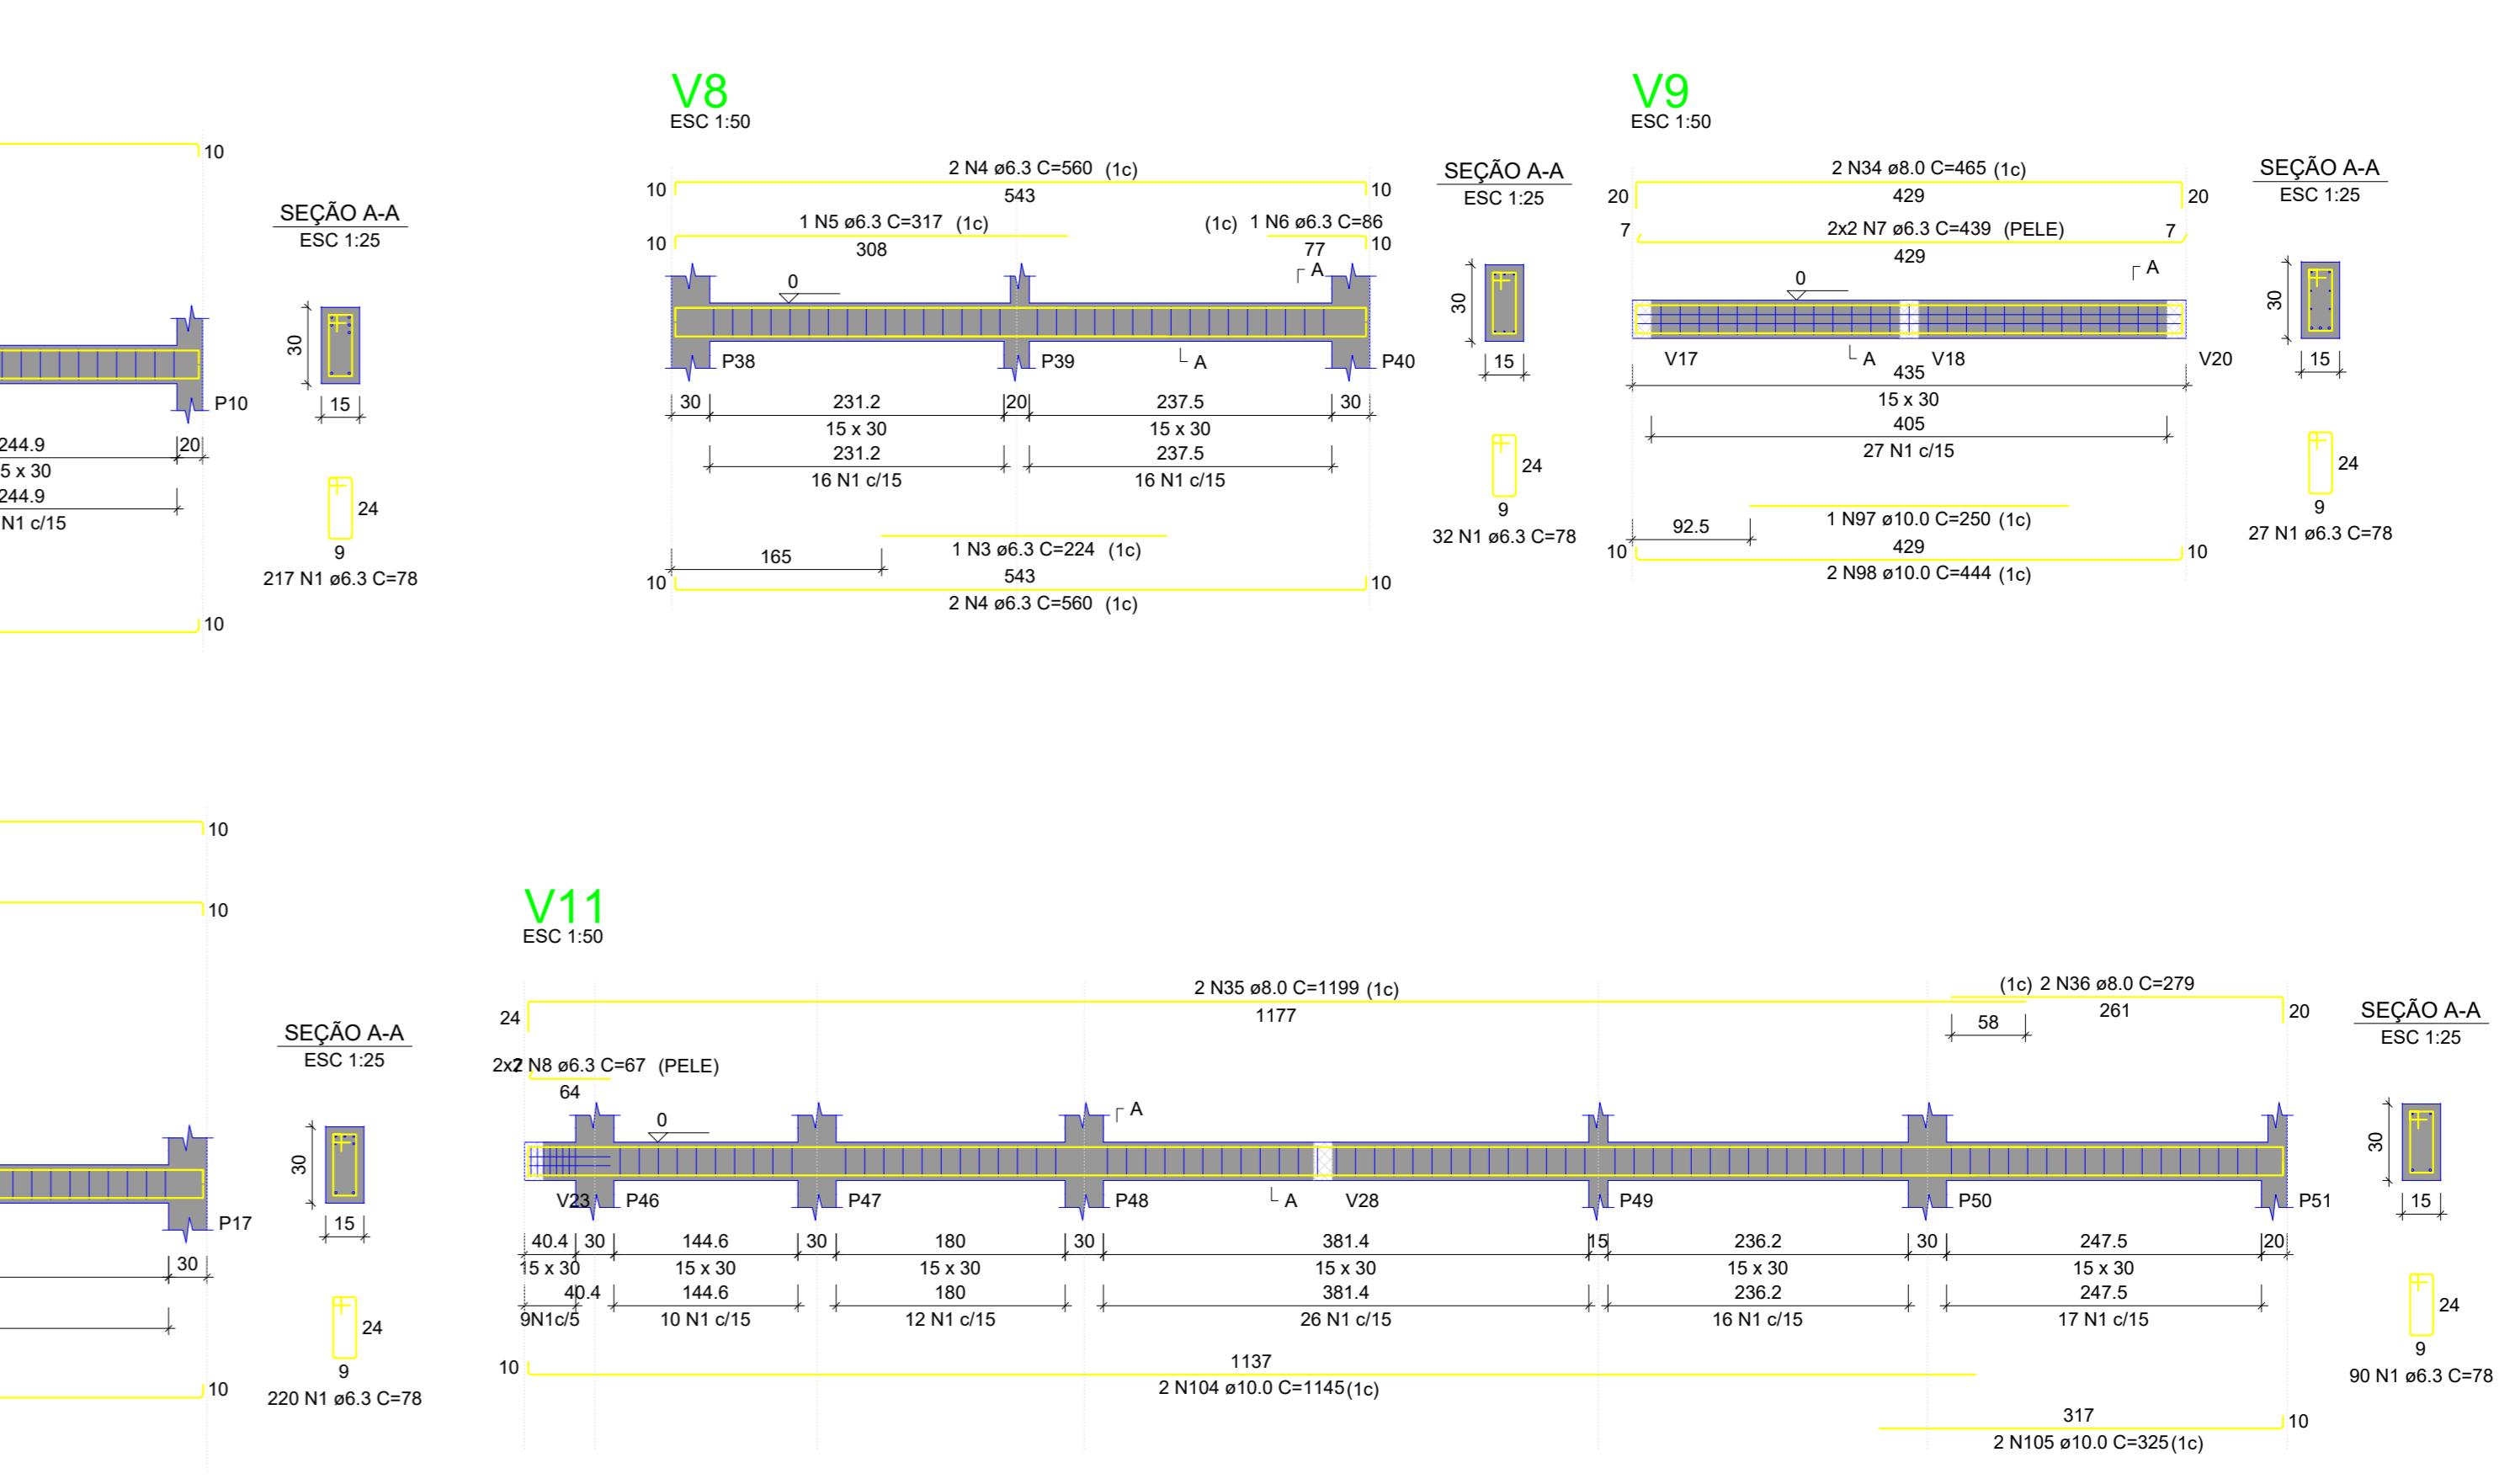 10
SEÇÃO A-A
ESC 1:25
30
15
P10
244.9
20
5 x 30
244.9
N1 c/15
24
9
217 N1 ø6.3 C=78
10
V8
ESC 1:50
2 N4 ø6.3 C=560 (1c)
10
543
10
1 N5 ø6.3 C=317 (1c)
(1c) 1 N6 ø6.3 C=86
10
308
77
10
0
A
P38
P39
A
P40
30
231.2
20
237.5
30
15 x 30
15 x 30
231.2
237.5
16 N1 c/15
16 N1 c/15
1 N3 ø6.3 C=224 (1c)
165
10
543
10
2 N4 ø6.3 C=560 (1c)
SEÇÃO A-A
ESC 1:25
30
15
24
9
32 N1 ø6.3 C=78
V9
ESC 1:50
2 N34 ø8.0 C=465 (1c)
20
429
20
7
2x2 N7 ø6.3 C=439 (PELE)
7
429
0
A
V17
A
V18
V20
435
15 x 30
405
27 N1 c/15
92.5
1 N97 ø10.0 C=250 (1c)
10
429
10
2 N98 ø10.0 C=444 (1c)
SEÇÃO A-A
ESC 1:25
30
15
24
9
27 N1 ø6.3 C=78
10
10
SEÇÃO A-A
ESC 1:25
30
15
P17
30
24
9
220 N1 ø6.3 C=78
10
V11
ESC 1:50
2 N35 ø8.0 C=1199 (1c)
(1c) 2 N36 ø8.0 C=279
24
1177
261
20
58
N8 ø6.3 C=67 (PELE)
64
0
A
V23
P46
P47
P48
A
V28
P49
P50
P51
40.4
30
144.6
30
180
30
381.4
15
236.2
30
247.5
20
15 x 30
15 x 30
15 x 30
15 x 30
15 x 30
15 x 30
40.4
144.6
180
381.4
236.2
247.5
9N1c/5
10 N1 c/15
12 N1 c/15
26 N1 c/15
16 N1 c/15
17 N1 c/15
10
1137
2 N104 ø10.0 C=1145(1c)
317
10
2 N105 ø10.0 C=325(1c)
SEÇÃO A-A
ESC 1:25
30
15
24
9
90 N1 ø6.3 C=78